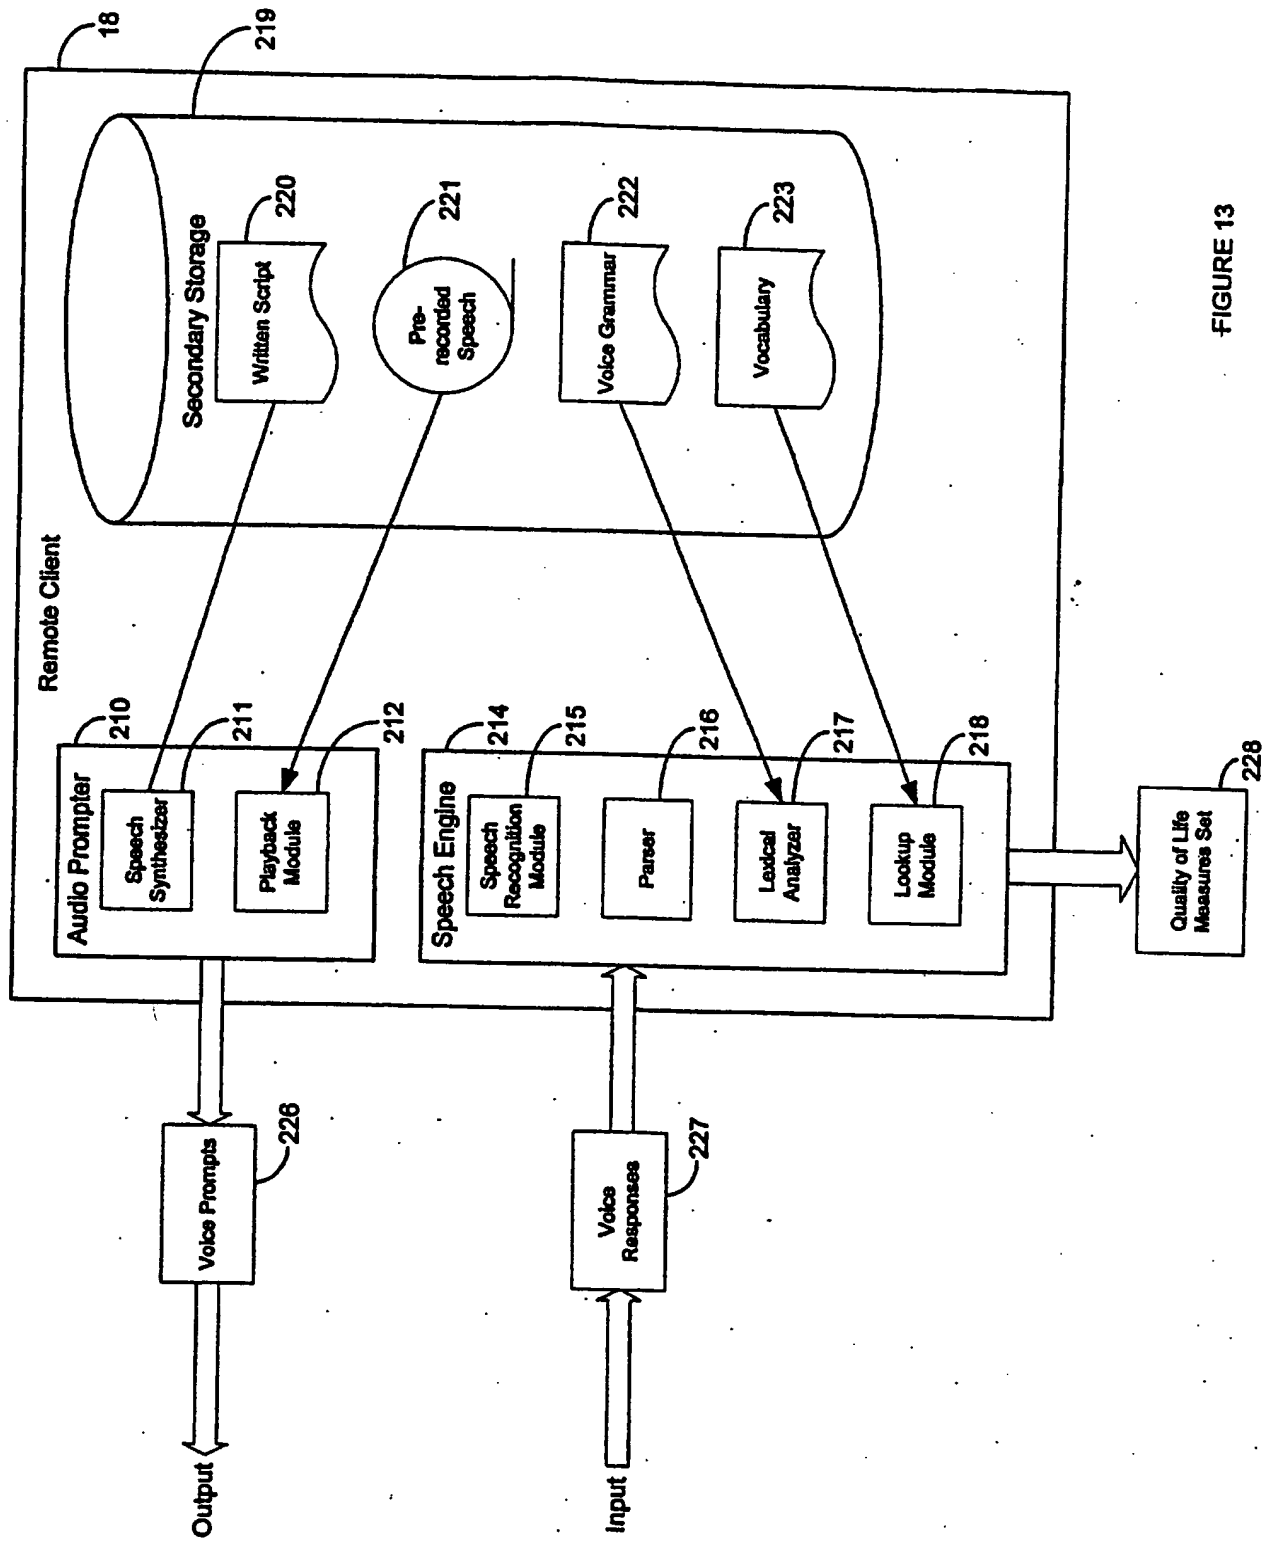 18
Remote Client
219
Secondary Storage
Audio Prompter
210
Speech
Synthesizer
211
Written Script
220
Output
Voice Prompts
226
Playback
Module
212
Pre-
recorded
Speech
221
Speech Engine
214
Speech
Recognition
Module
215
Input
Voice
Responses
227
Parser
216
Voice Grammar
222
Lexical
Analyzer
217
Vocabulary
223
Lookup
Module
218
Quality of Life
Measures Set
228
FIGURE 13